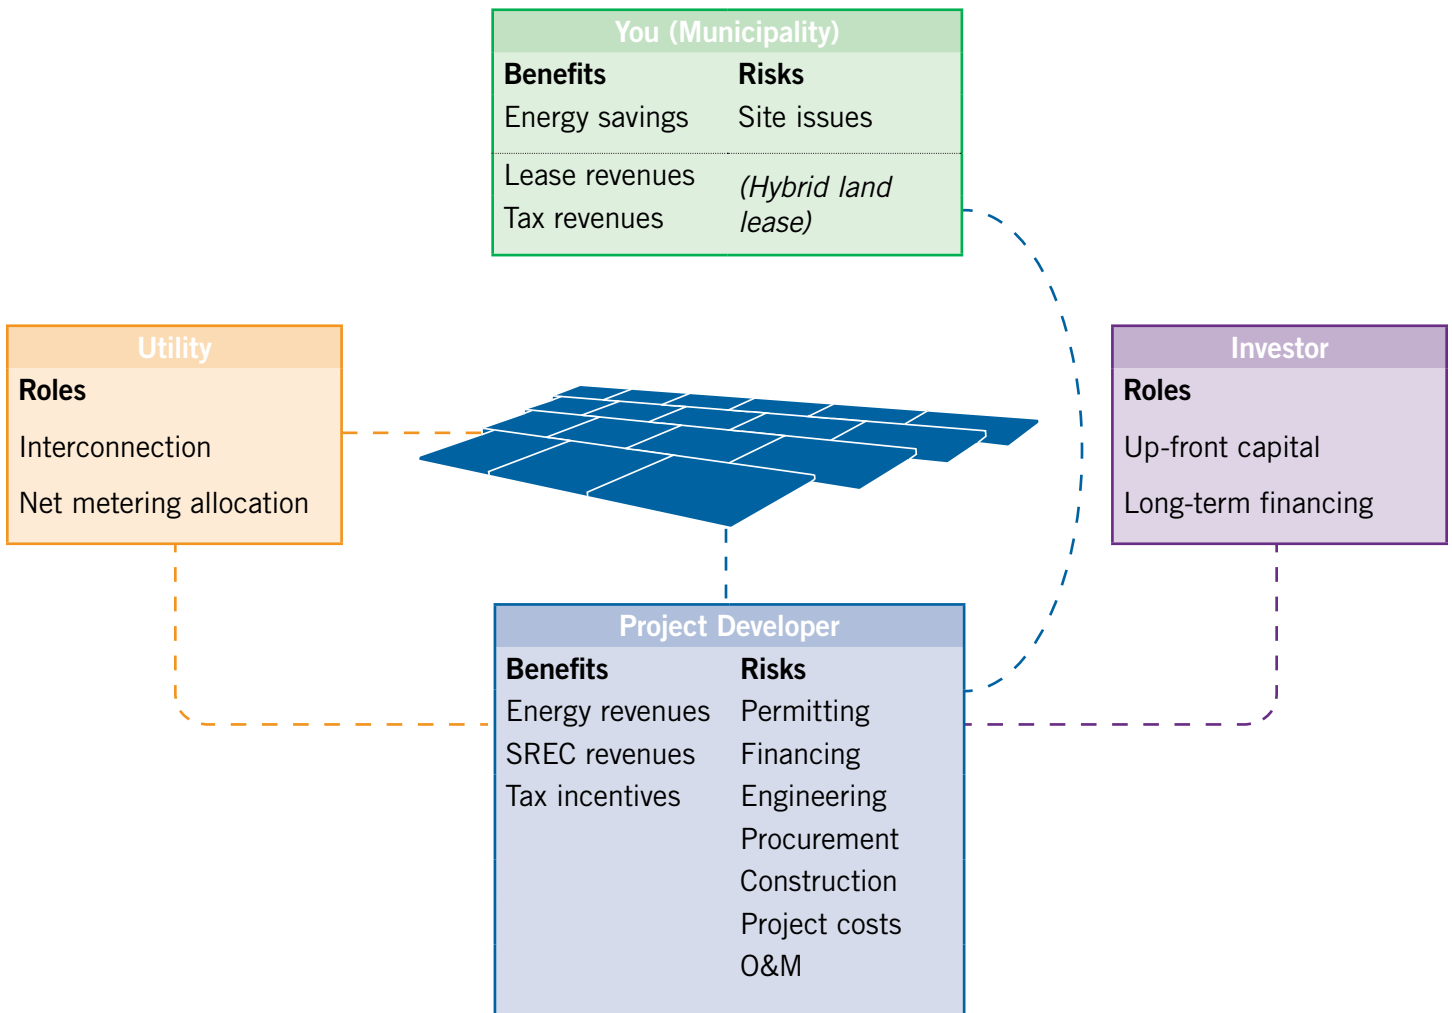 You (Municipality)
Benefits Risks
Energy savings Site issues
Lease revenues
Tax revenues
(Hybrid land
lease)
Utility
Roles
Interconnection
Net metering allocation
Investor
Roles
Up-front capital
Long-term financing
Project Developer
Benefits Risks
Energy revenues Permitting
SREC revenues Financing
Tax incentives Engineering
Procurement
Construction
Project costs
O&M